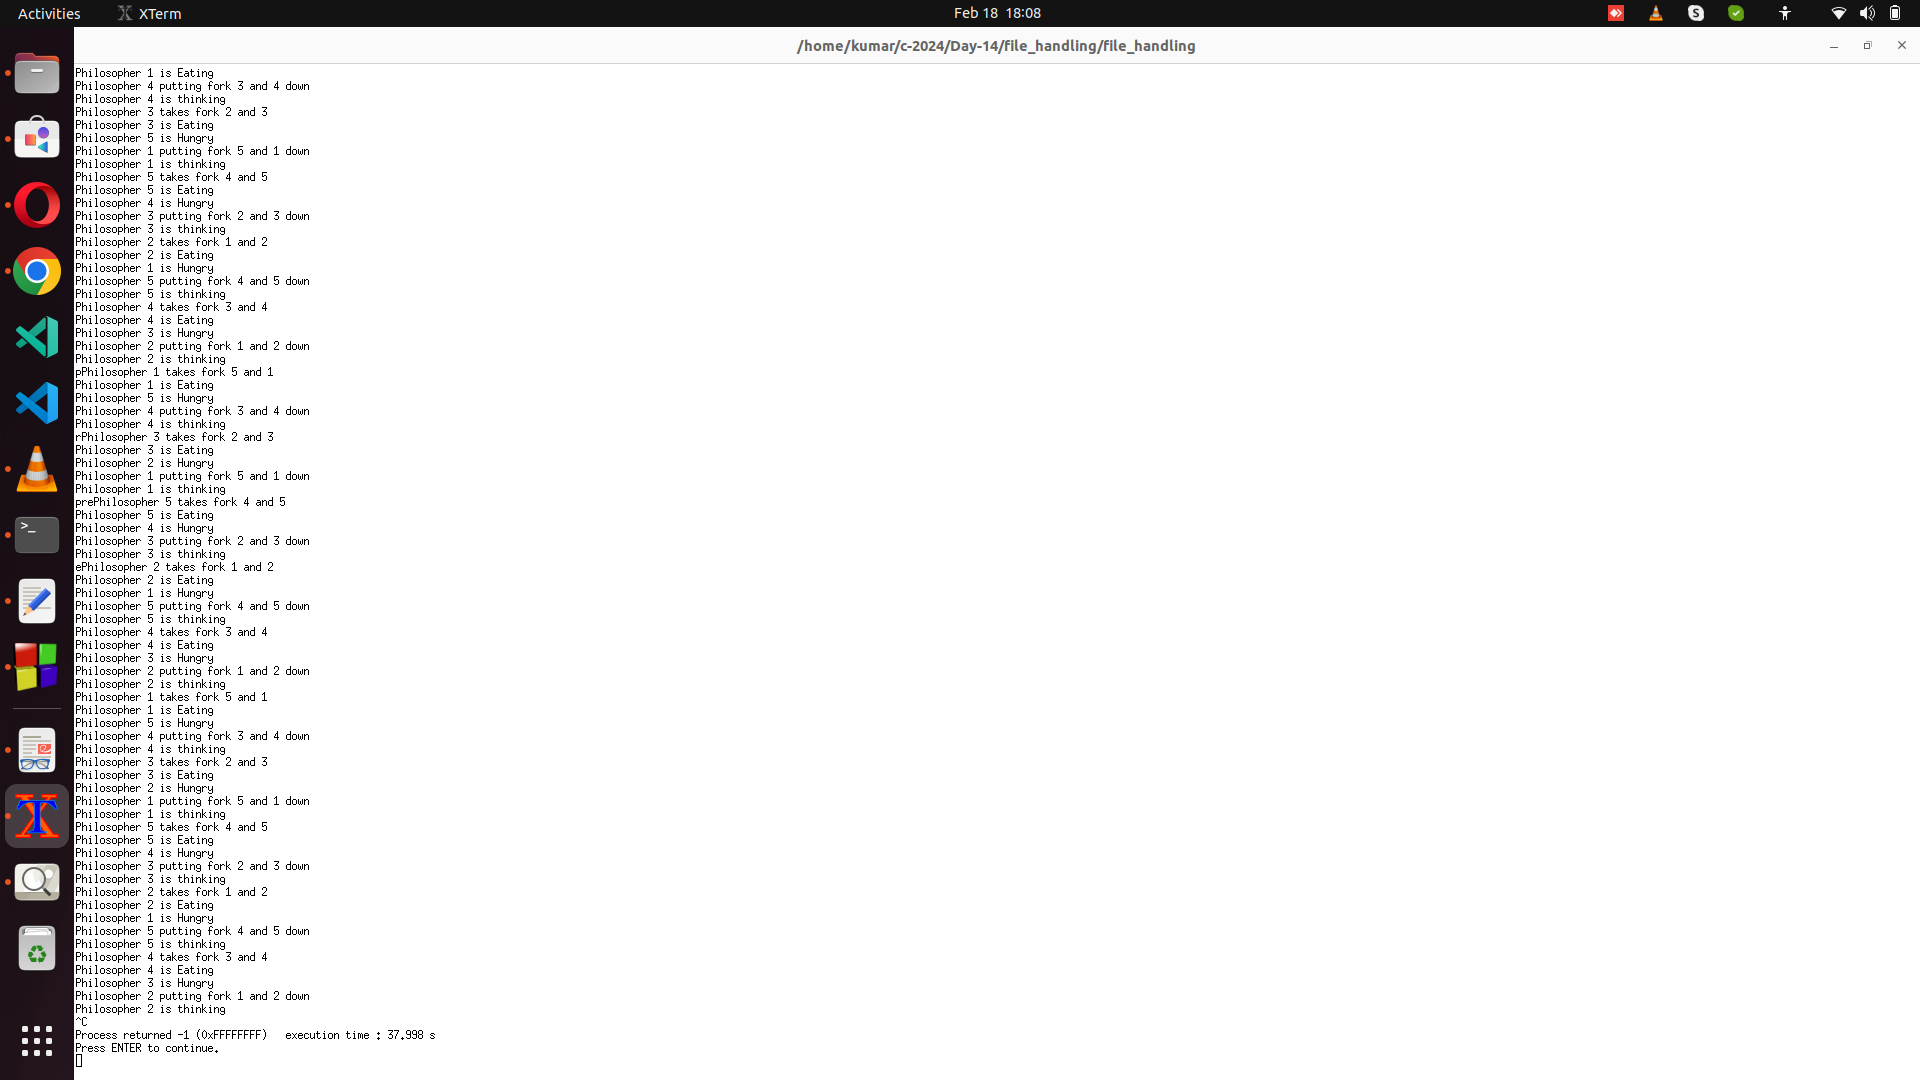 Activities
XTerm
Feb 18 18:08
/home/kumar/c-2024/Day-14/file_handling/file_handling
Philosopher 1 is Eating
Philosopher 4 putting fork 3 and 4 down
Philosopher 4 is thinking
Philosopher 3 takes fork 2 and 3
Philosopher 3 is Eating
Philosopher 5 is Hungry
Philosopher 1 putting fork 5 and 1 down
Philosopher 1 is thinking
Philosopher 5 takes fork 4 and 5
Philosopher 5 is Eating
Philosopher 4 is Hungry
Philosopher 3 putting fork 2 and 3 down
Philosopher 3 is thinking
Philosopher 2 takes fork 1 and 2
Philosopher 2 is Eating
Philosopher 1 is Hungry
Philosopher 5 putting fork 4 and 5 down
Philosopher 5 is thinking
Philosopher 4 takes fork 3 and 4
Philosopher 4 is Eating
Philosopher 3 is Hungry
Philosopher 2 putting fork 1 and 2 down
Philosopher 2 is thinking
pPhilosopher 1 takes fork 5 and 1
Philosopher 1 is Eating
Philosopher 5 is Hungry
Philosopher 4 putting fork 3 and 4 down
Philosopher 4 is thinking
rPhilosopher 3 takes fork 2 and 3
Philosopher 3 is Eating
Philosopher 2 is Hungry
Philosopher 1 putting fork 5 and 1 down
Philosopher 1 is thinking
prePhilosopher 5 takes fork 4 and 5
Philosopher 5 is Eating
Philosopher 4 is Hungry
Philosopher 3 putting fork 2 and 3 down
Philosopher 3 is thinking
ePhilosopher 2 takes fork 1 and 2
Philosopher 2 is Eating
Philosopher 1 is Hungry
Philosopher 5 putting fork 4 and 5 down
Philosopher 5 is thinking
Philosopher 4 takes fork 3 and 4
Philosopher 4 is Eating
Philosopher 3 is Hungry
Philosopher 2 putting fork 1 and 2 down
Philosopher 2 is thinking
Philosopher 1 takes fork 5 and 1
Philosopher 1 is Eating
Philosopher 5 is Hungry
Philosopher 4 putting fork 3 and 4 down
Philosopher 4 is thinking
Philosopher 3 takes fork 2 and 3
Philosopher 3 is Eating
Philosopher 2 is Hungry
Philosopher 1 putting fork 5 and 1 down
Philosopher 1 is thinking
Philosopher 5 takes fork 4 and 5
Philosopher 5 is Eating
Philosopher 4 is Hungry
Philosopher 3 putting fork 2 and 3 down
Philosopher 3 is thinking
Philosopher 2 takes fork 1 and 2
Philosopher 2 is Eating
Philosopher 1 is Hungry
Philosopher 5 putting fork 4 and 5 down
Philosopher 5 is thinking
Philosopher 4 takes fork 3 and 4
Philosopher 4 is Eating
Philosopher 3 is Hungry
Philosopher 2 putting fork 1 and 2 down
Philosopher 2 is thinking
^C
Process returned -1 (0xFFFFFFFF)   execution time : 37.998 s
Press ENTER to continue.